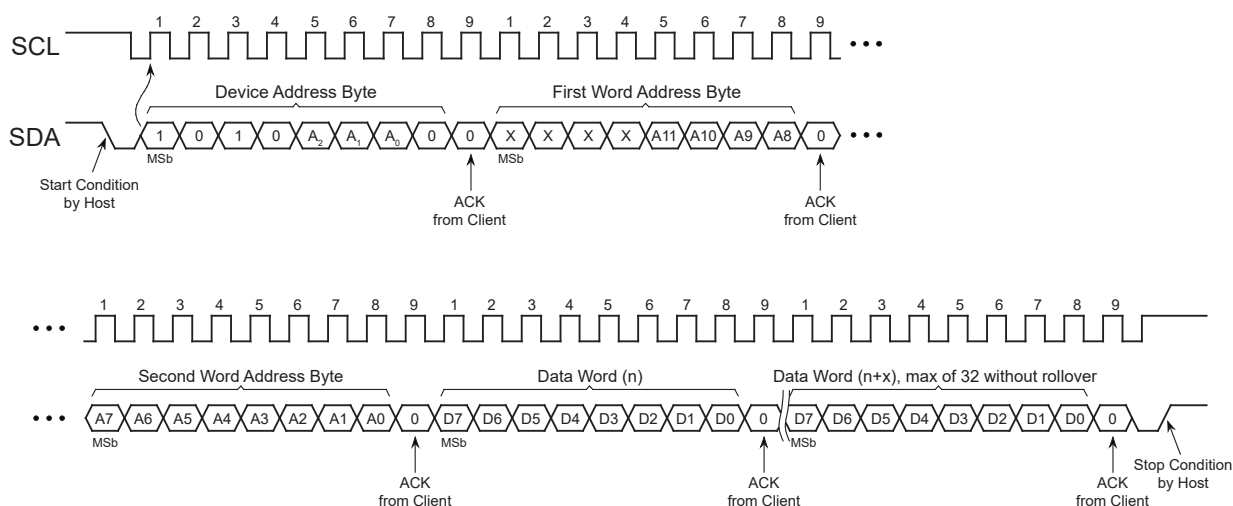 1 2 3 4 5 6 7 8 9 1 2 3 4 5 6 7 8 9
SCL
Device Address Byte First Word Address Byte
SDA 1 0 1 0 A2 A1 A0 0 0 X X X X A11 A10 A9 A8 0
MSb MSb
Start Condition
by Host
ACK
from Client
ACK
from Client
1 2 3 4 5 6 7 8 9 1 2 3 4 5 6 7 8 9 1 2 3 4 5 6 7 8 9
Second Word Address Byte Data Word (n) Data Word (n+x), max of 32 without rollover
A7 A6 A5 A4 A3 A2 A1 A0 0 D7 D6 D5 D4 D3 D2 D1 D0 0 D7 D6 D5 D4 D3 D2 D1 D0 0
MSb MSb MSb
ACK
from Client
ACK
from Client
ACK
from Client
Stop Condition
by Host